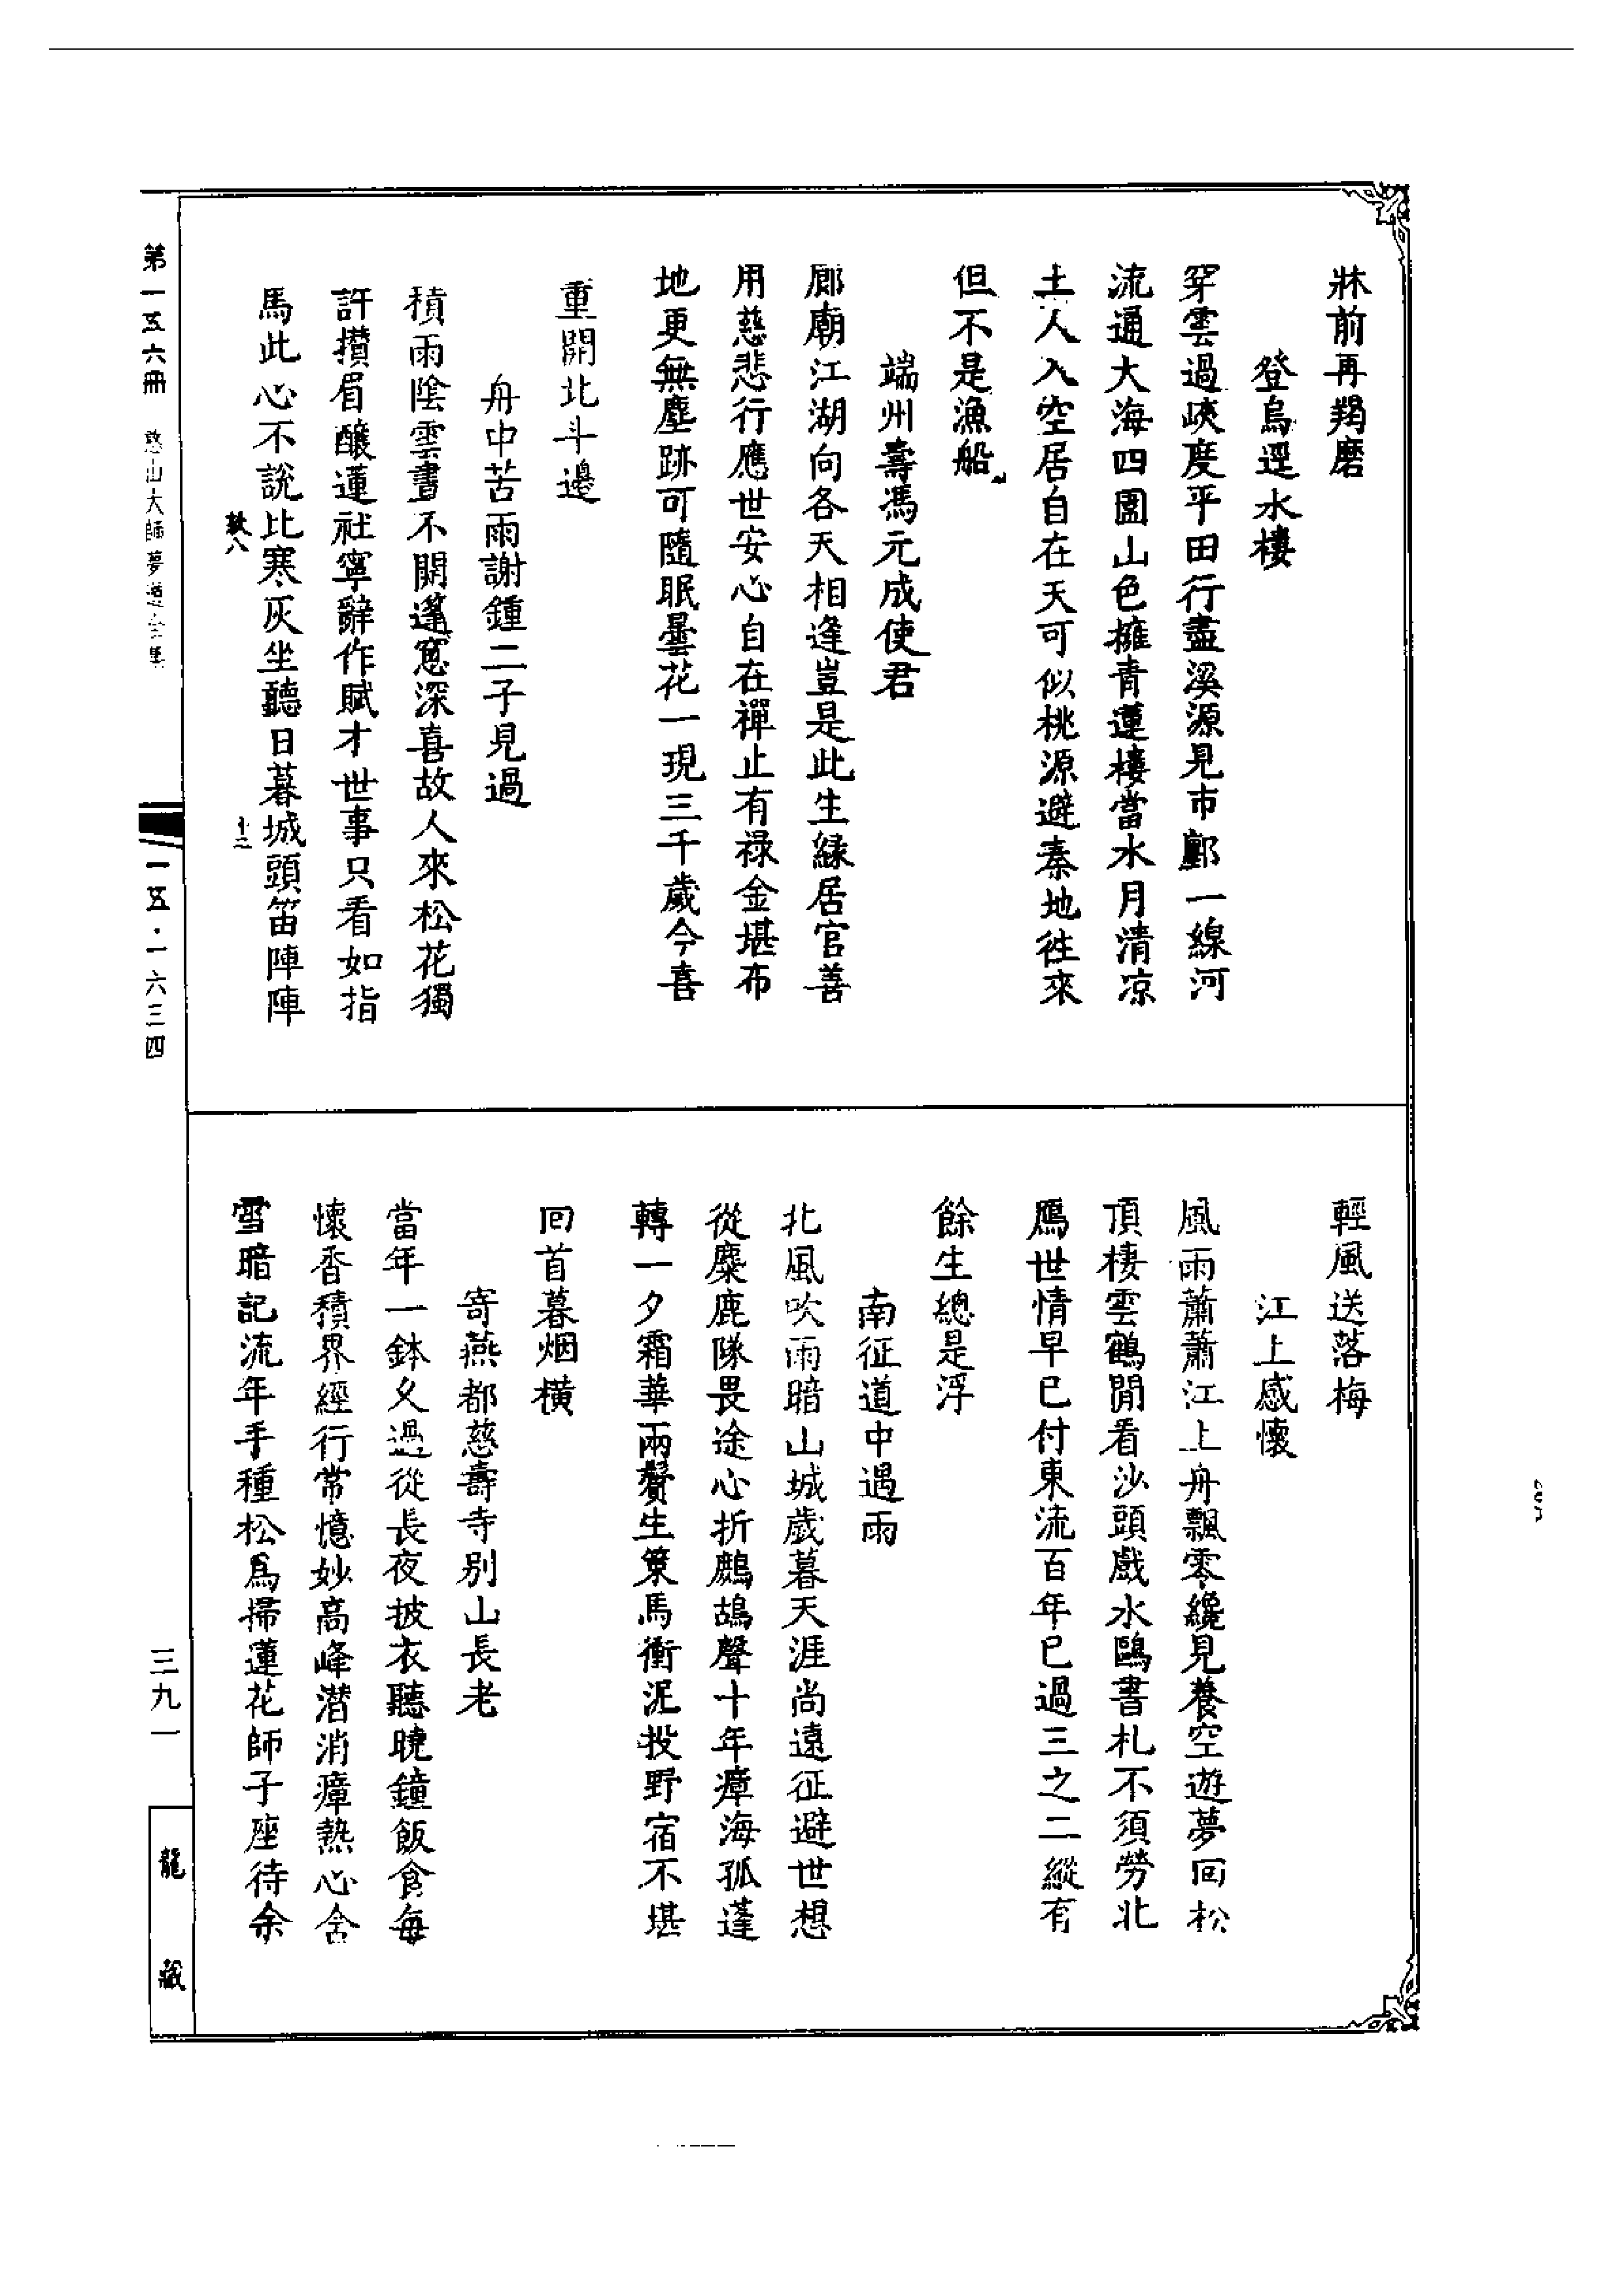 牀前再羯磨
登烏逕水樓
穿雲過峽度平田行盡溪源見市鄽一線河
流通大海四圍山色擁青蓮樓當水月清凉
土人入空居自在天可似桃源避秦地徃來
但不是漁船
端州壽馮元成使君
廊廟江湖向各天相逢豈是此生緣居官善
用慈悲行應世安心自在禪止有祿金堪布
地更無塵跡可隨眠曇花一現三千歲今喜
重開北斗邊
舟中苦雨謝鍾二子見過
積雨陰雲晝不開蓬窻深喜故人來松花獨
許攢眉釀蓮社寧辭作賦才世事只看如指
馬此心不說比寒灰坐聽日暮城頭笛陣陣
輕風送落梅
江上感懷
風雨蕭蕭江上舟飄零纔見養空遊夢回松
頂棲雲鶴閒看沙頭戲水鷗書札不須勞北
鴈世情早已付東流百年已過三之二縱有
餘生總是浮
南征道中遇雨
北風吹雨暗山城歲暮天涯尚遠征避世想
從麋鹿隊畏途心折鷓鴣聲十年瘴海孤蓬
轉一夕霜華兩鬢生策馬衝泥投野宿不堪
回首暮烟橫
寄燕都慈壽寺別山長老
當年一鉢久過從長夜披衣聽曉鐘飯食每
懷香積界經行常憶妙高峰潛消瘴熱心含
雪暗記流年手種松爲掃蓮花師子座待余
第一五六冊　憨山大師夢遊全集
一五·一六三四
三九一
龍藏